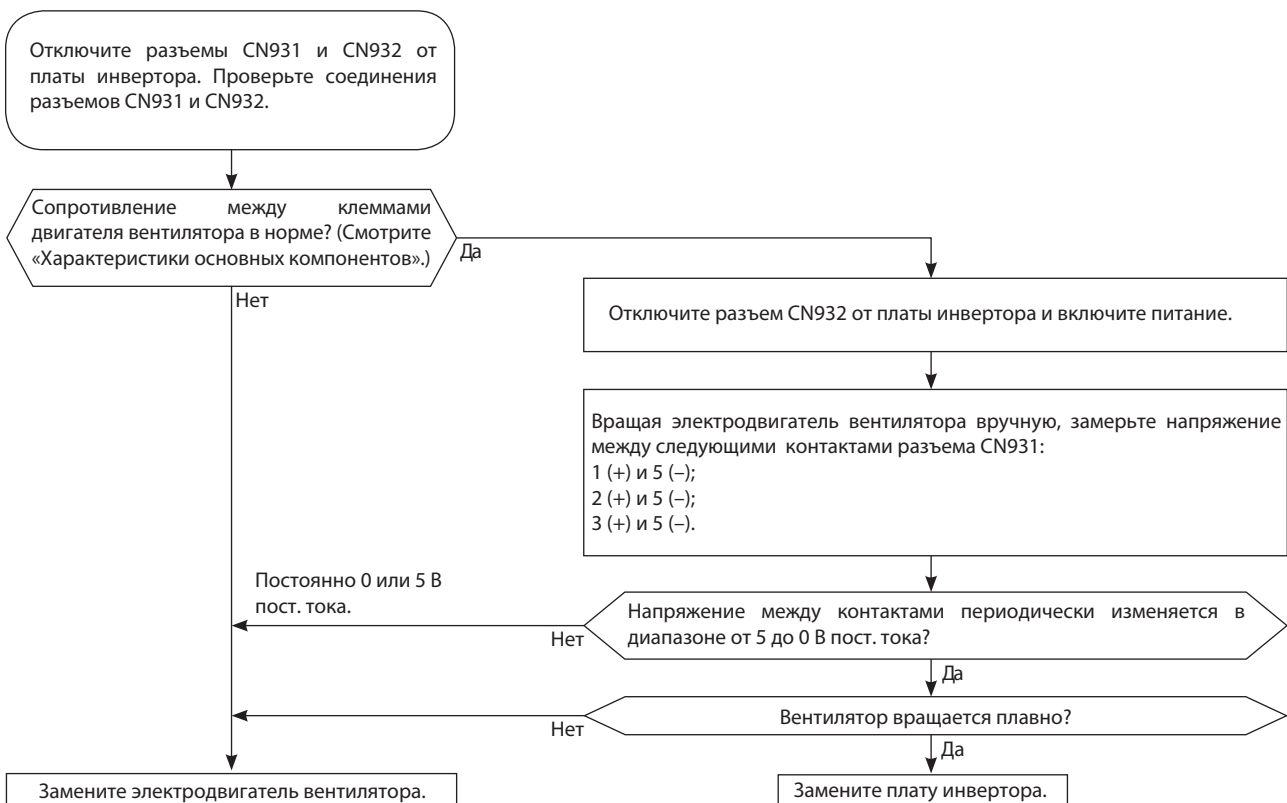 Отключите разъемы CN931 и CN932 от
платы инвертора. Проверьте соединения
разъемов CN931 и CN932.
Сопротивление между клеммами
двигателя вентилятора в норме? (Смотрите
«Характеристики основных компонентов».)
Да
Нет
Отключите разъем CN932 от платы инвертора и включите питание.
Вращая электродвигатель вентилятора вручную, замерьте напряжение
между следующими контактами разъема CN931:
1 (+) и 5 (–);
2 (+) и 5 (–);
3 (+) и 5 (–).
Постоянно 0 или 5 В
пост. тока.
Напряжение между контактами периодически изменяется в
диапазоне от 5 до 0 В пост. тока?
Нет
Да
Вентилятор вращается плавно?
Нет
Да
Замените электродвигатель вентилятора.
Замените плату инвертора.